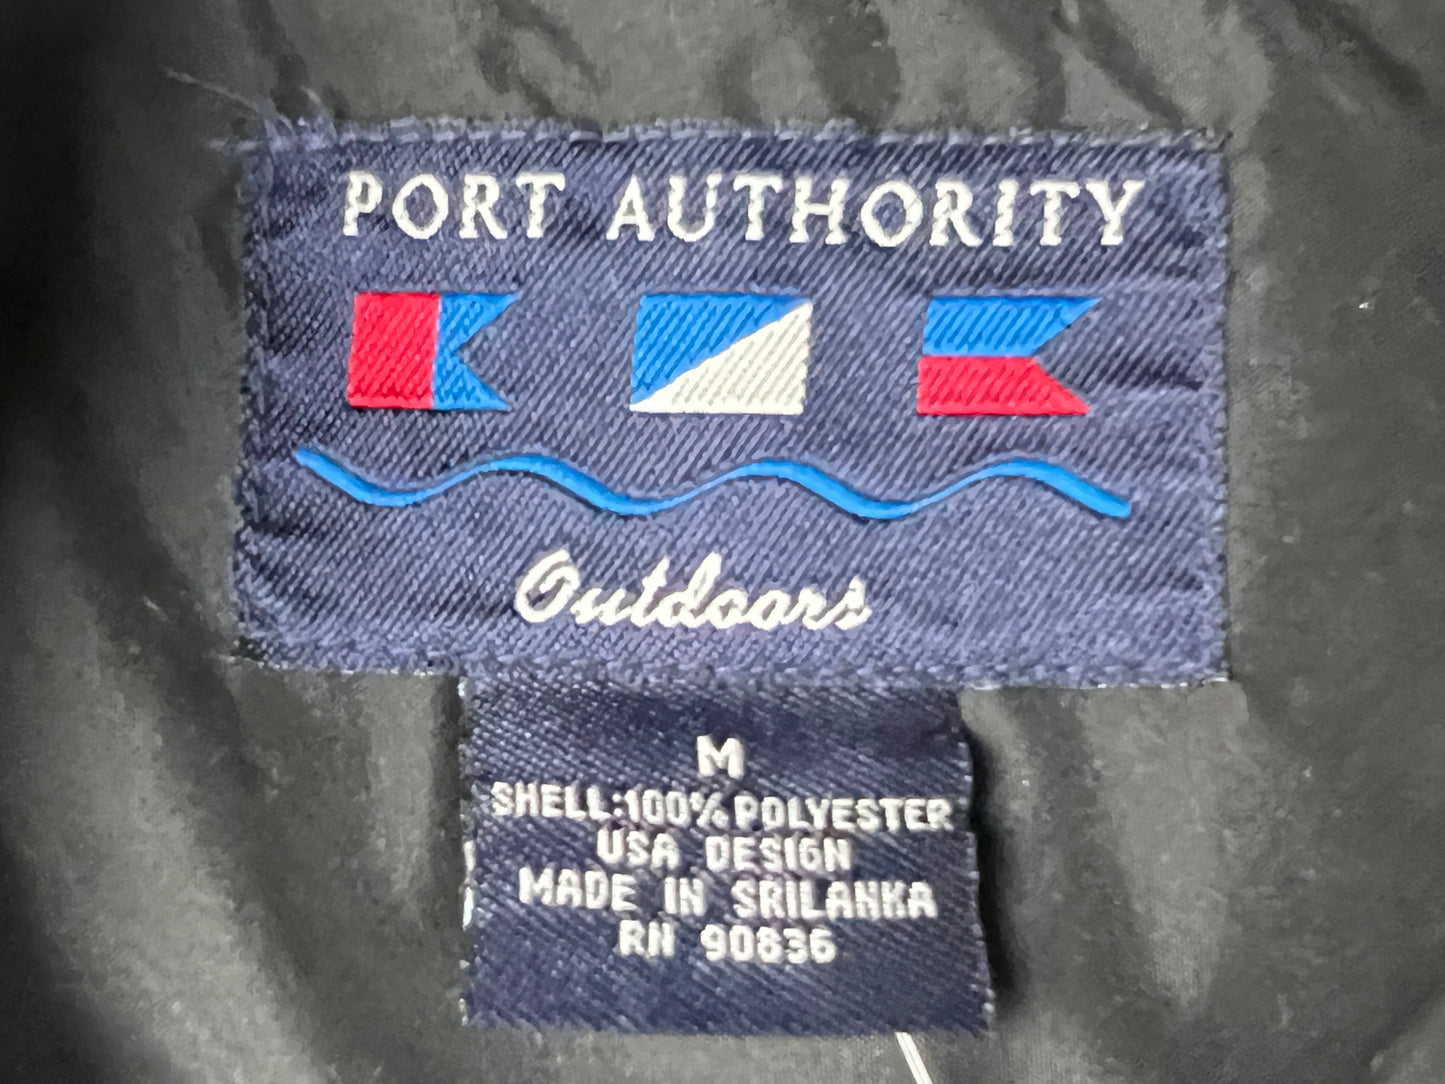 PORT AUTHORITY
Outdoors
M
SHELL:100% POLYESTER
USA DESIGN
MADE IN SRILANKA
RN 90836